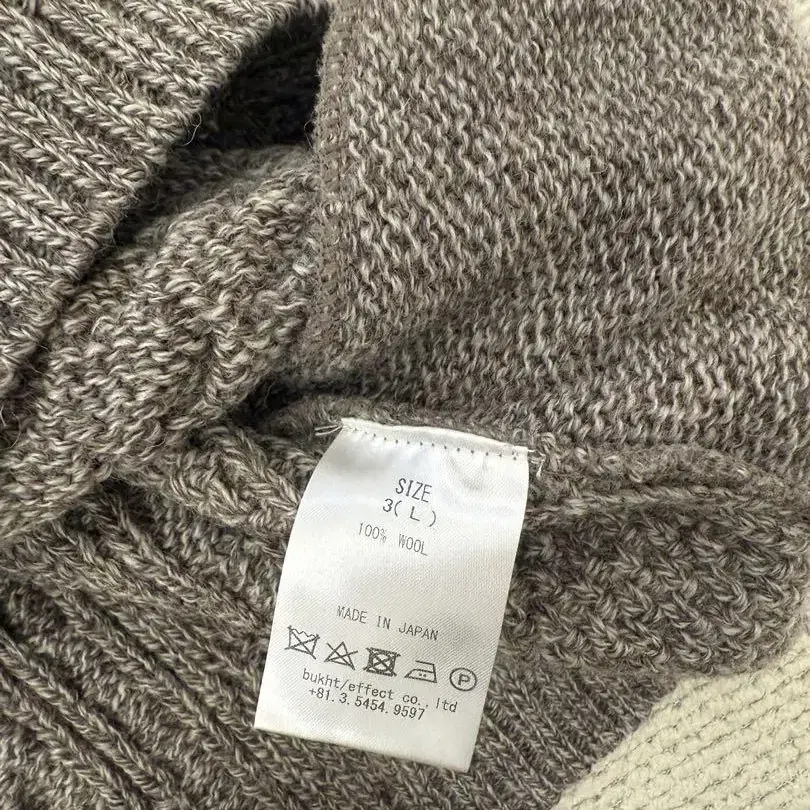 SIZE
3( L )
100% WOOL
MADE IN JAPAN
P
bukht/effect co., ltd
+81. 3. 5454. 9597